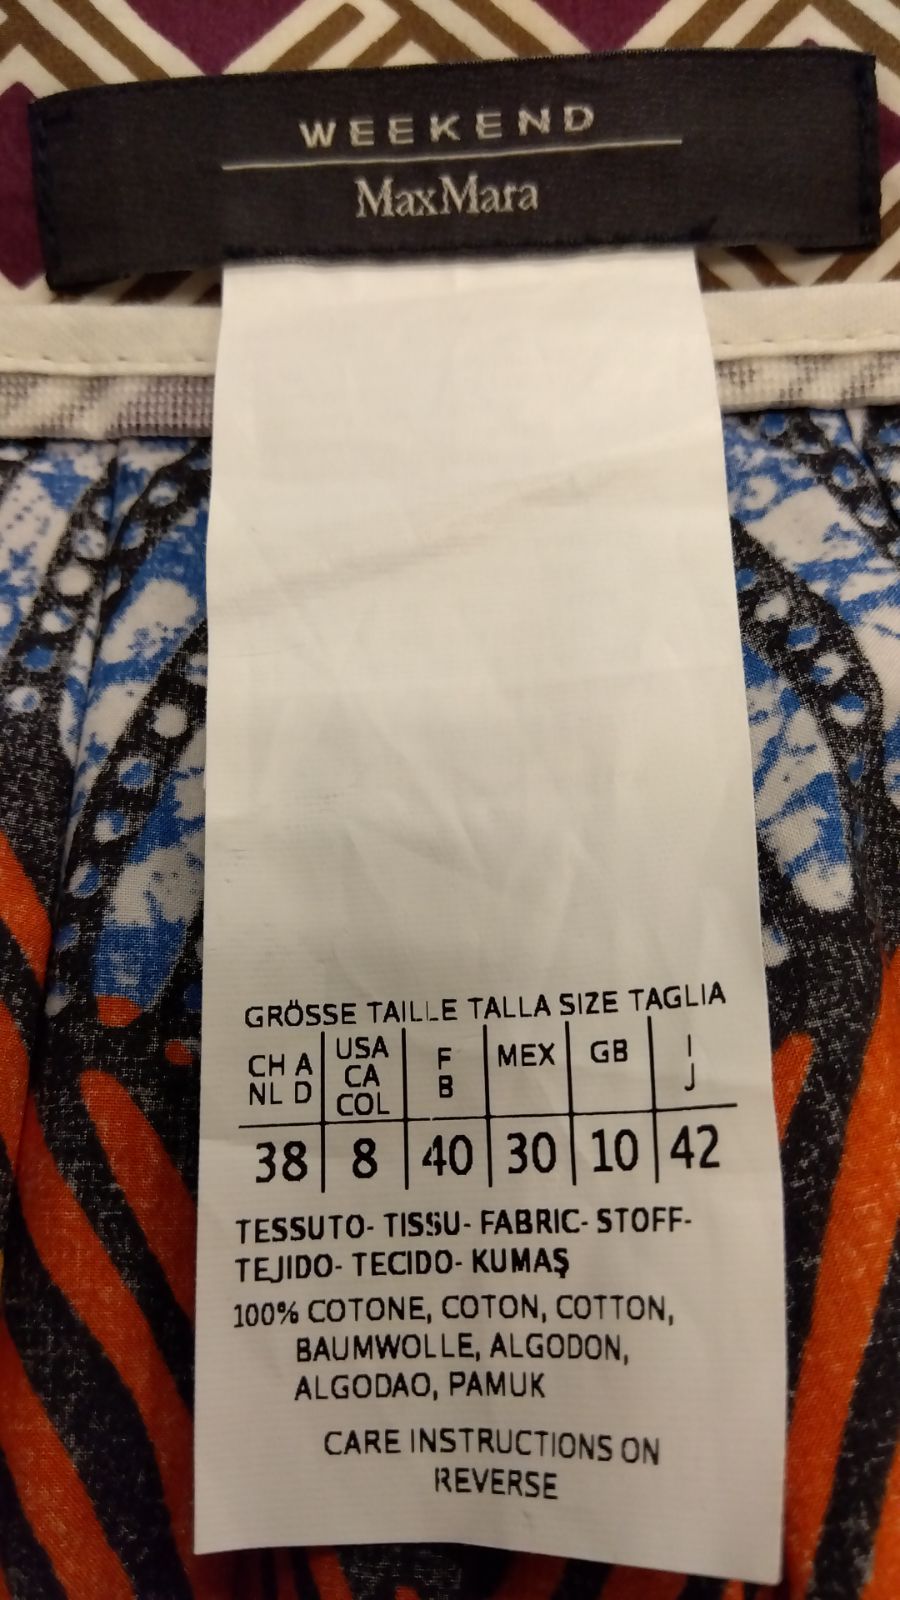 WEEKEND
MaxMara
GRÖSSE TAILLE TALLA SIZE TAGLIA
CH A NL D | USA CA COL | F B | MEX | GB | I J
38 | 8 | 40 | 30 | 10 | 42
TESSUTO- TISSU- FABRIC- STOFF-
TEJIDO- TECIDO- KUMAŞ
100% COTONE, COTON, COTTON,
BAUMWOLLE, ALGODON,
ALGODAO, PAMUK
CARE INSTRUCTIONS ON
REVERSE